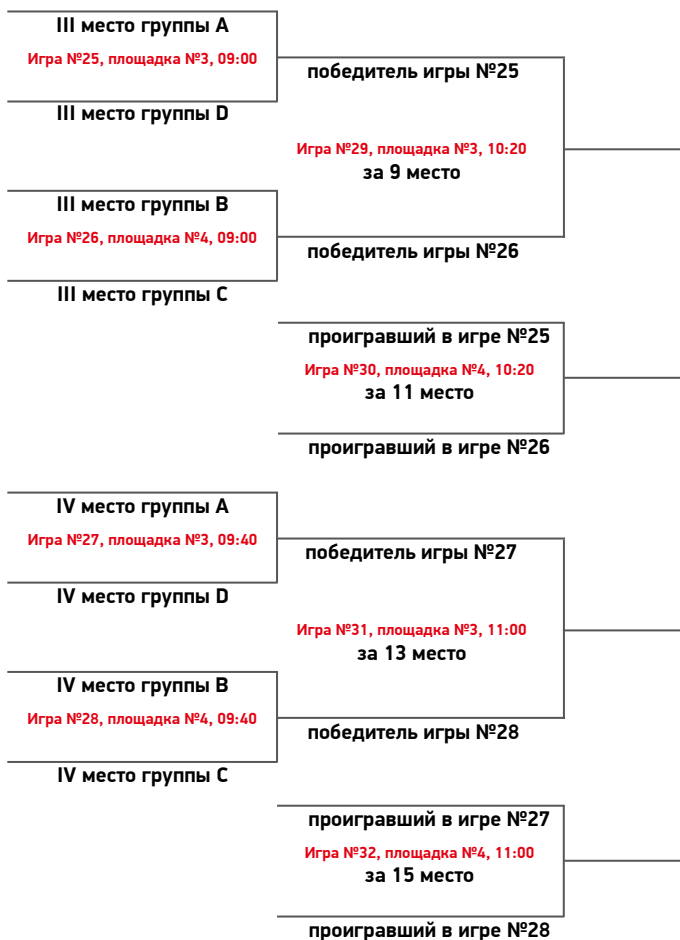 III место группы A
Игра №25, площадка №3, 09:00
победитель игры №25
III место группы D
Игра №29, площадка №3, 10:20
за 9 место
III место группы B
Игра №26, площадка №4, 09:00
победитель игры №26
III место группы C
проигравший в игре №25
Игра №30, площадка №4, 10:20
за 11 место
проигравший в игре №26
IV место группы A
Игра №27, площадка №3, 09:40
победитель игры №27
IV место группы D
Игра №31, площадка №3, 11:00
за 13 место
IV место группы B
Игра №28, площадка №4, 09:40
победитель игры №28
IV место группы C
проигравший в игре №27
Игра №32, площадка №4, 11:00
за 15 место
проигравший в игре №28